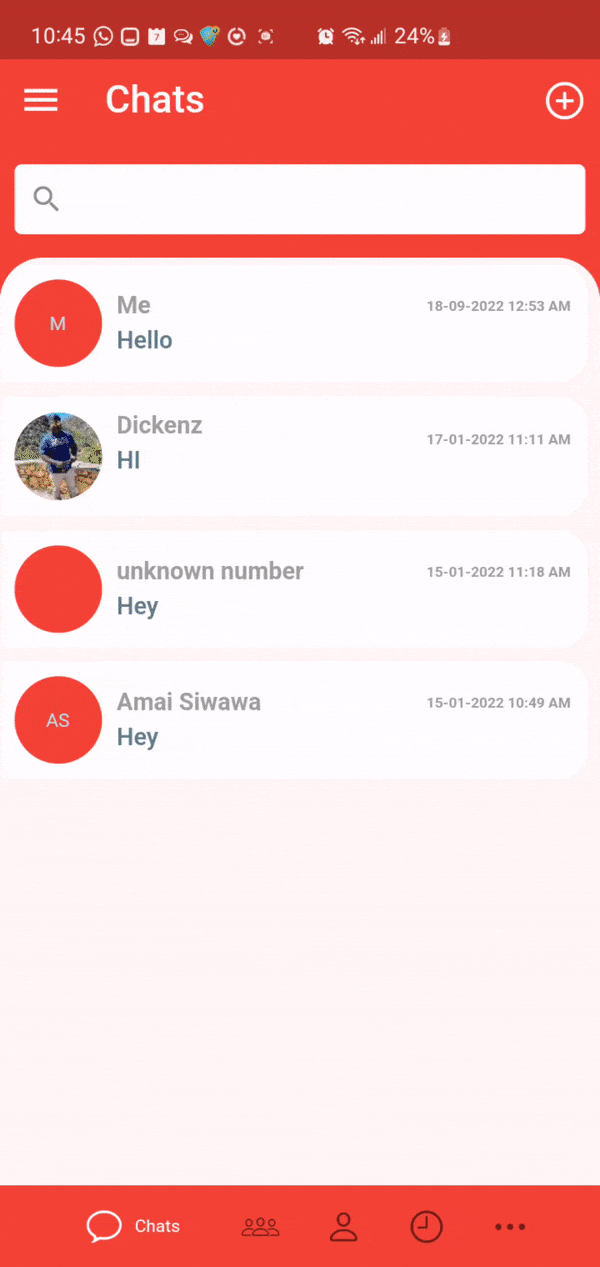 10:45 7 24%
Chats
M Me 18-09-2022 12:53 AM
Hello
Dickenz 17-01-2022 11:11 AM
HI
unknown number 15-01-2022 11:18 AM
Hey
AS Amai Siwawa 15-01-2022 10:49 AM
Hey
Chats